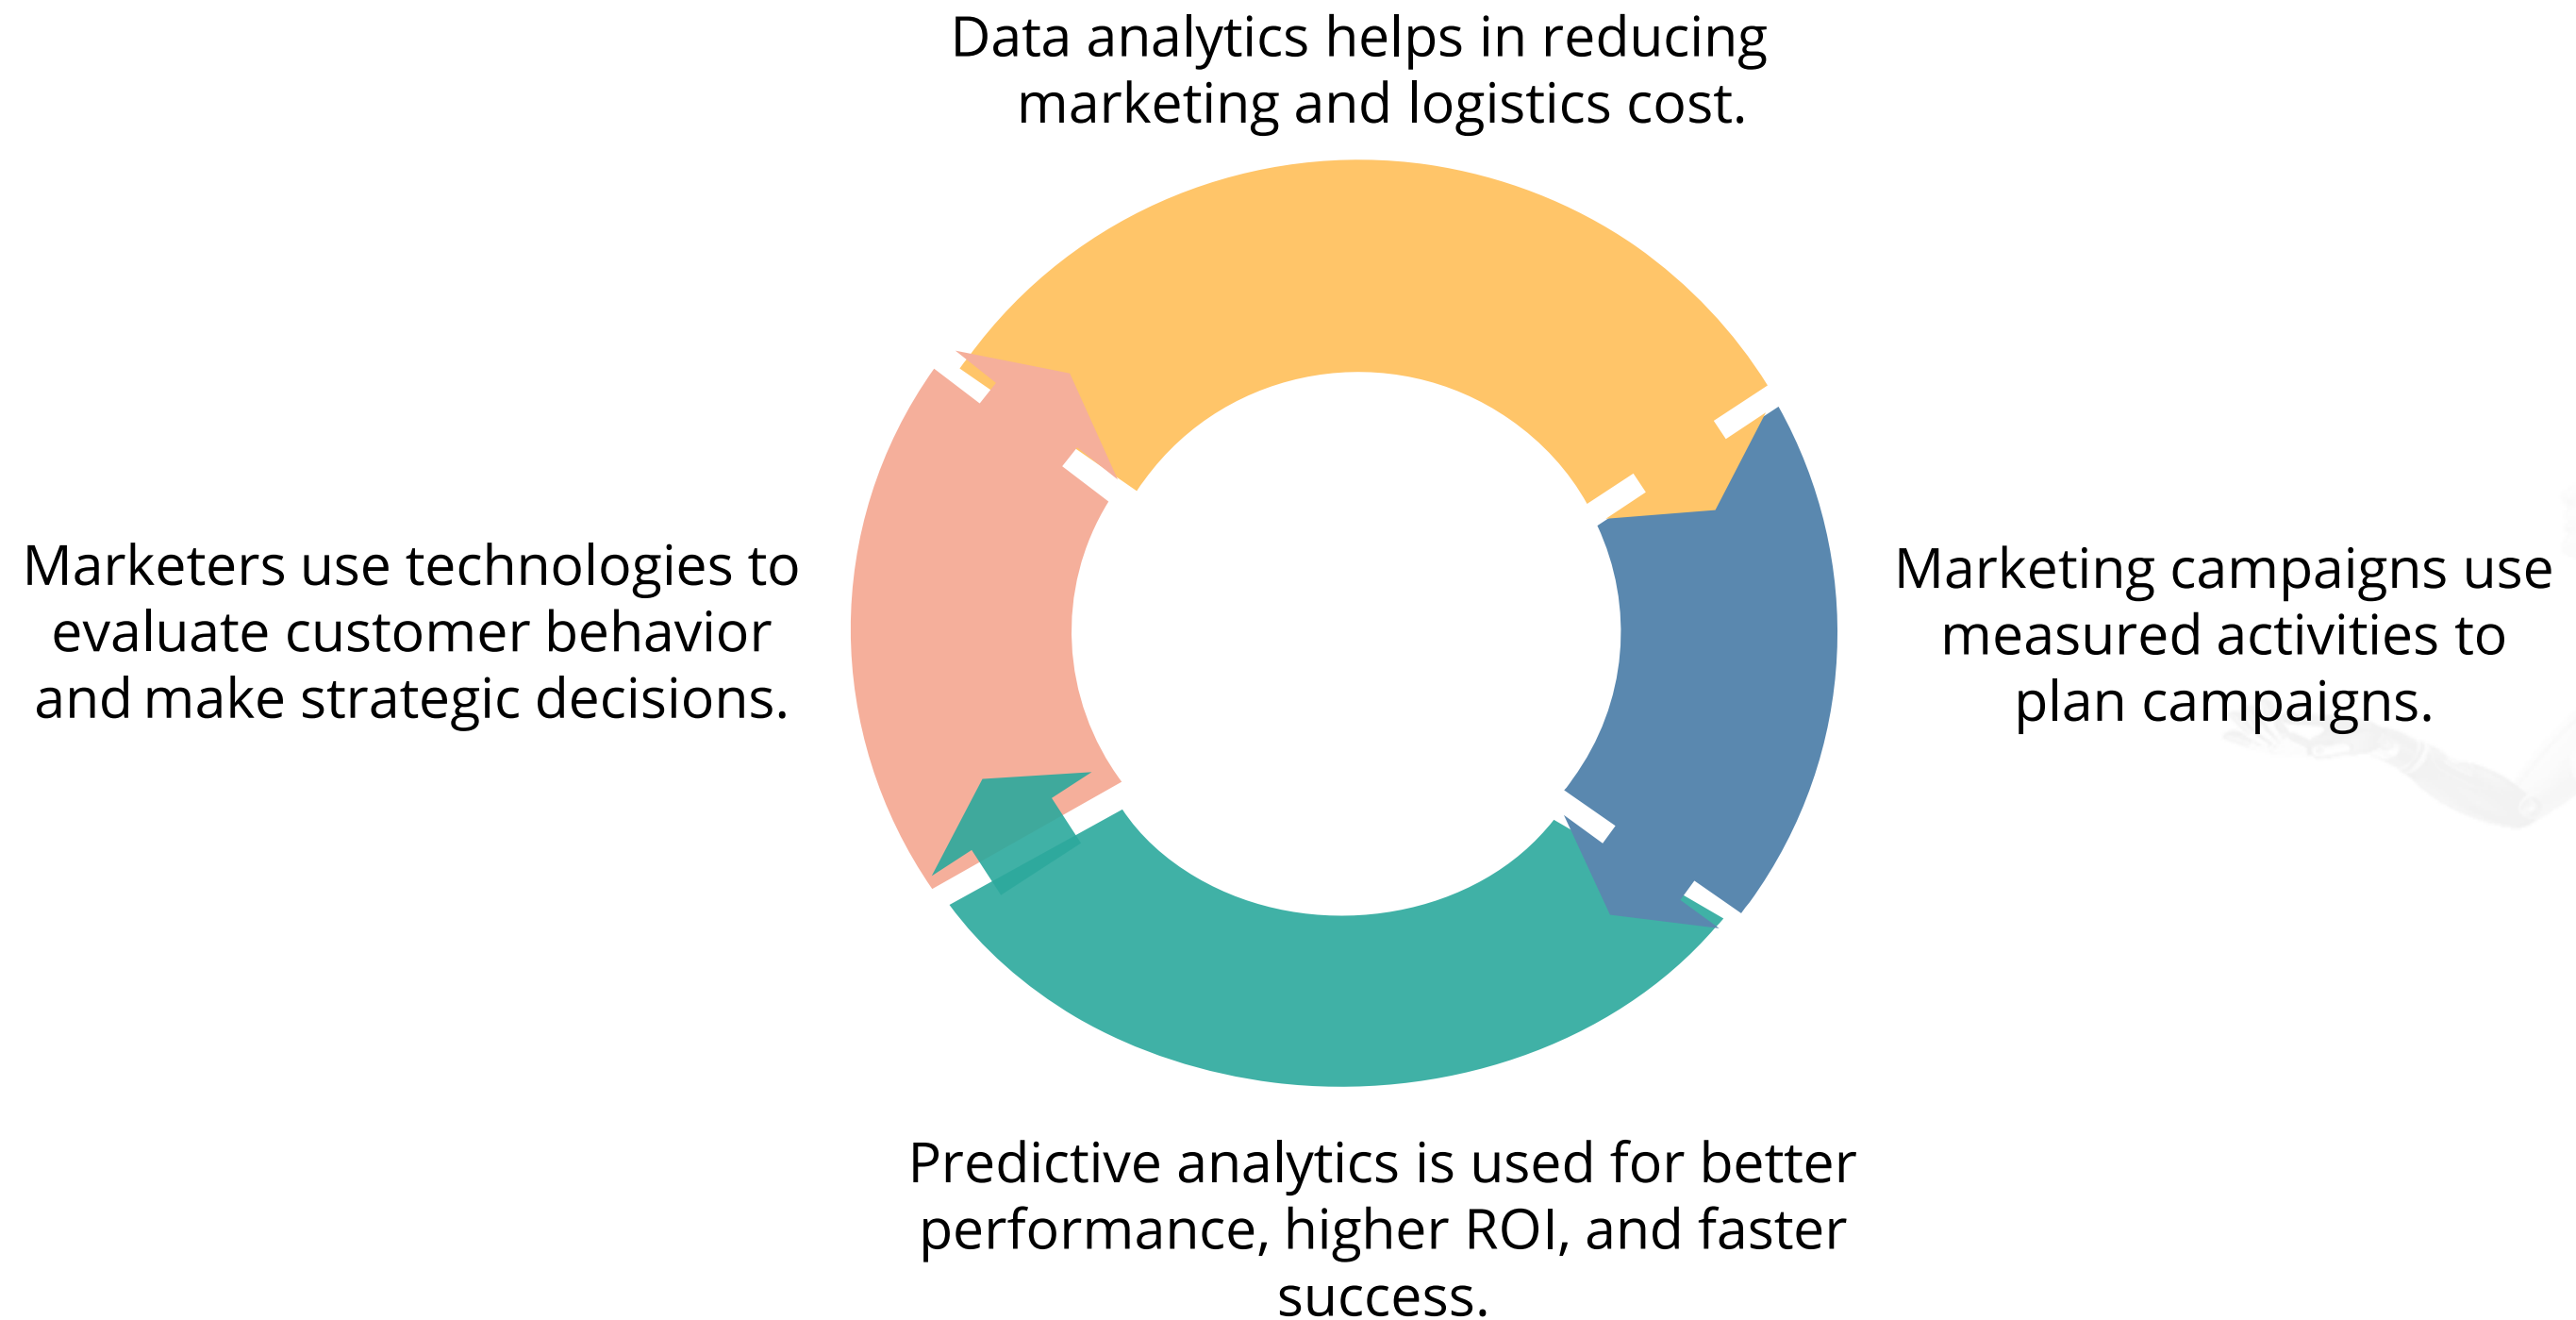 Data analytics helps in reducing
marketing and logistics cost.
Marketers use technologies to
evaluate customer behavior
and make strategic decisions.
Marketing campaigns use
measured activities to
plan campaigns.
Predictive analytics is used for better
performance, higher ROI, and faster
success.